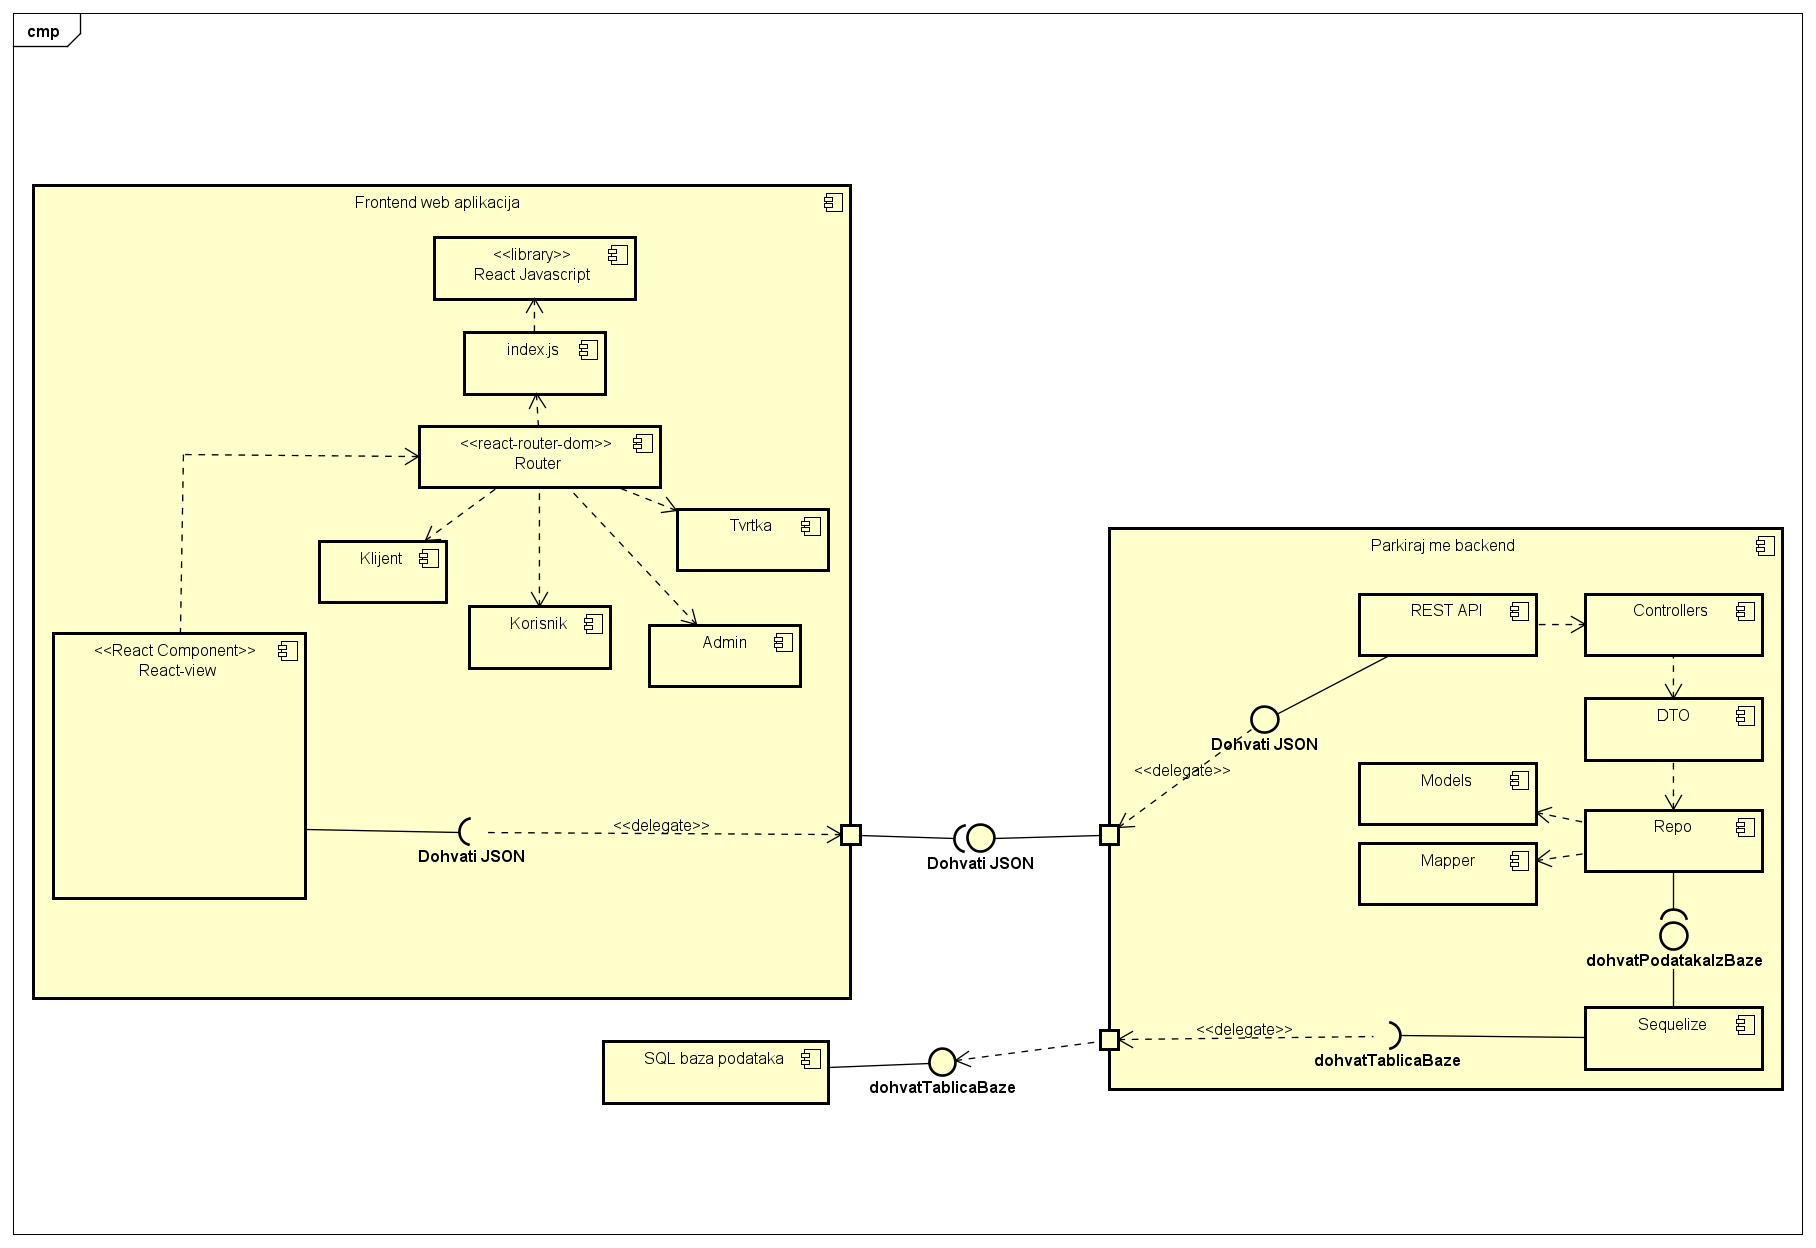 cmp
Frontend web aplikacija
<<library>>
React Javascript
index.js
<<react-router-dom>>
Router
Tvrtka
Klijent
Korisnik
Admin
<<React Component>>
React-view
<<delegate>>
Dohvati JSON
Dohvati JSON
Parkiraj me backend
REST API
Controllers
Dohvati JSON
<<delegate>>
DTO
Models
Repo
Mapper
dohvatPodatakaIzBaze
Sequelize
<<delegate>>
dohvatTablicaBaze
SQL baza podataka
dohvatTablicaBaze